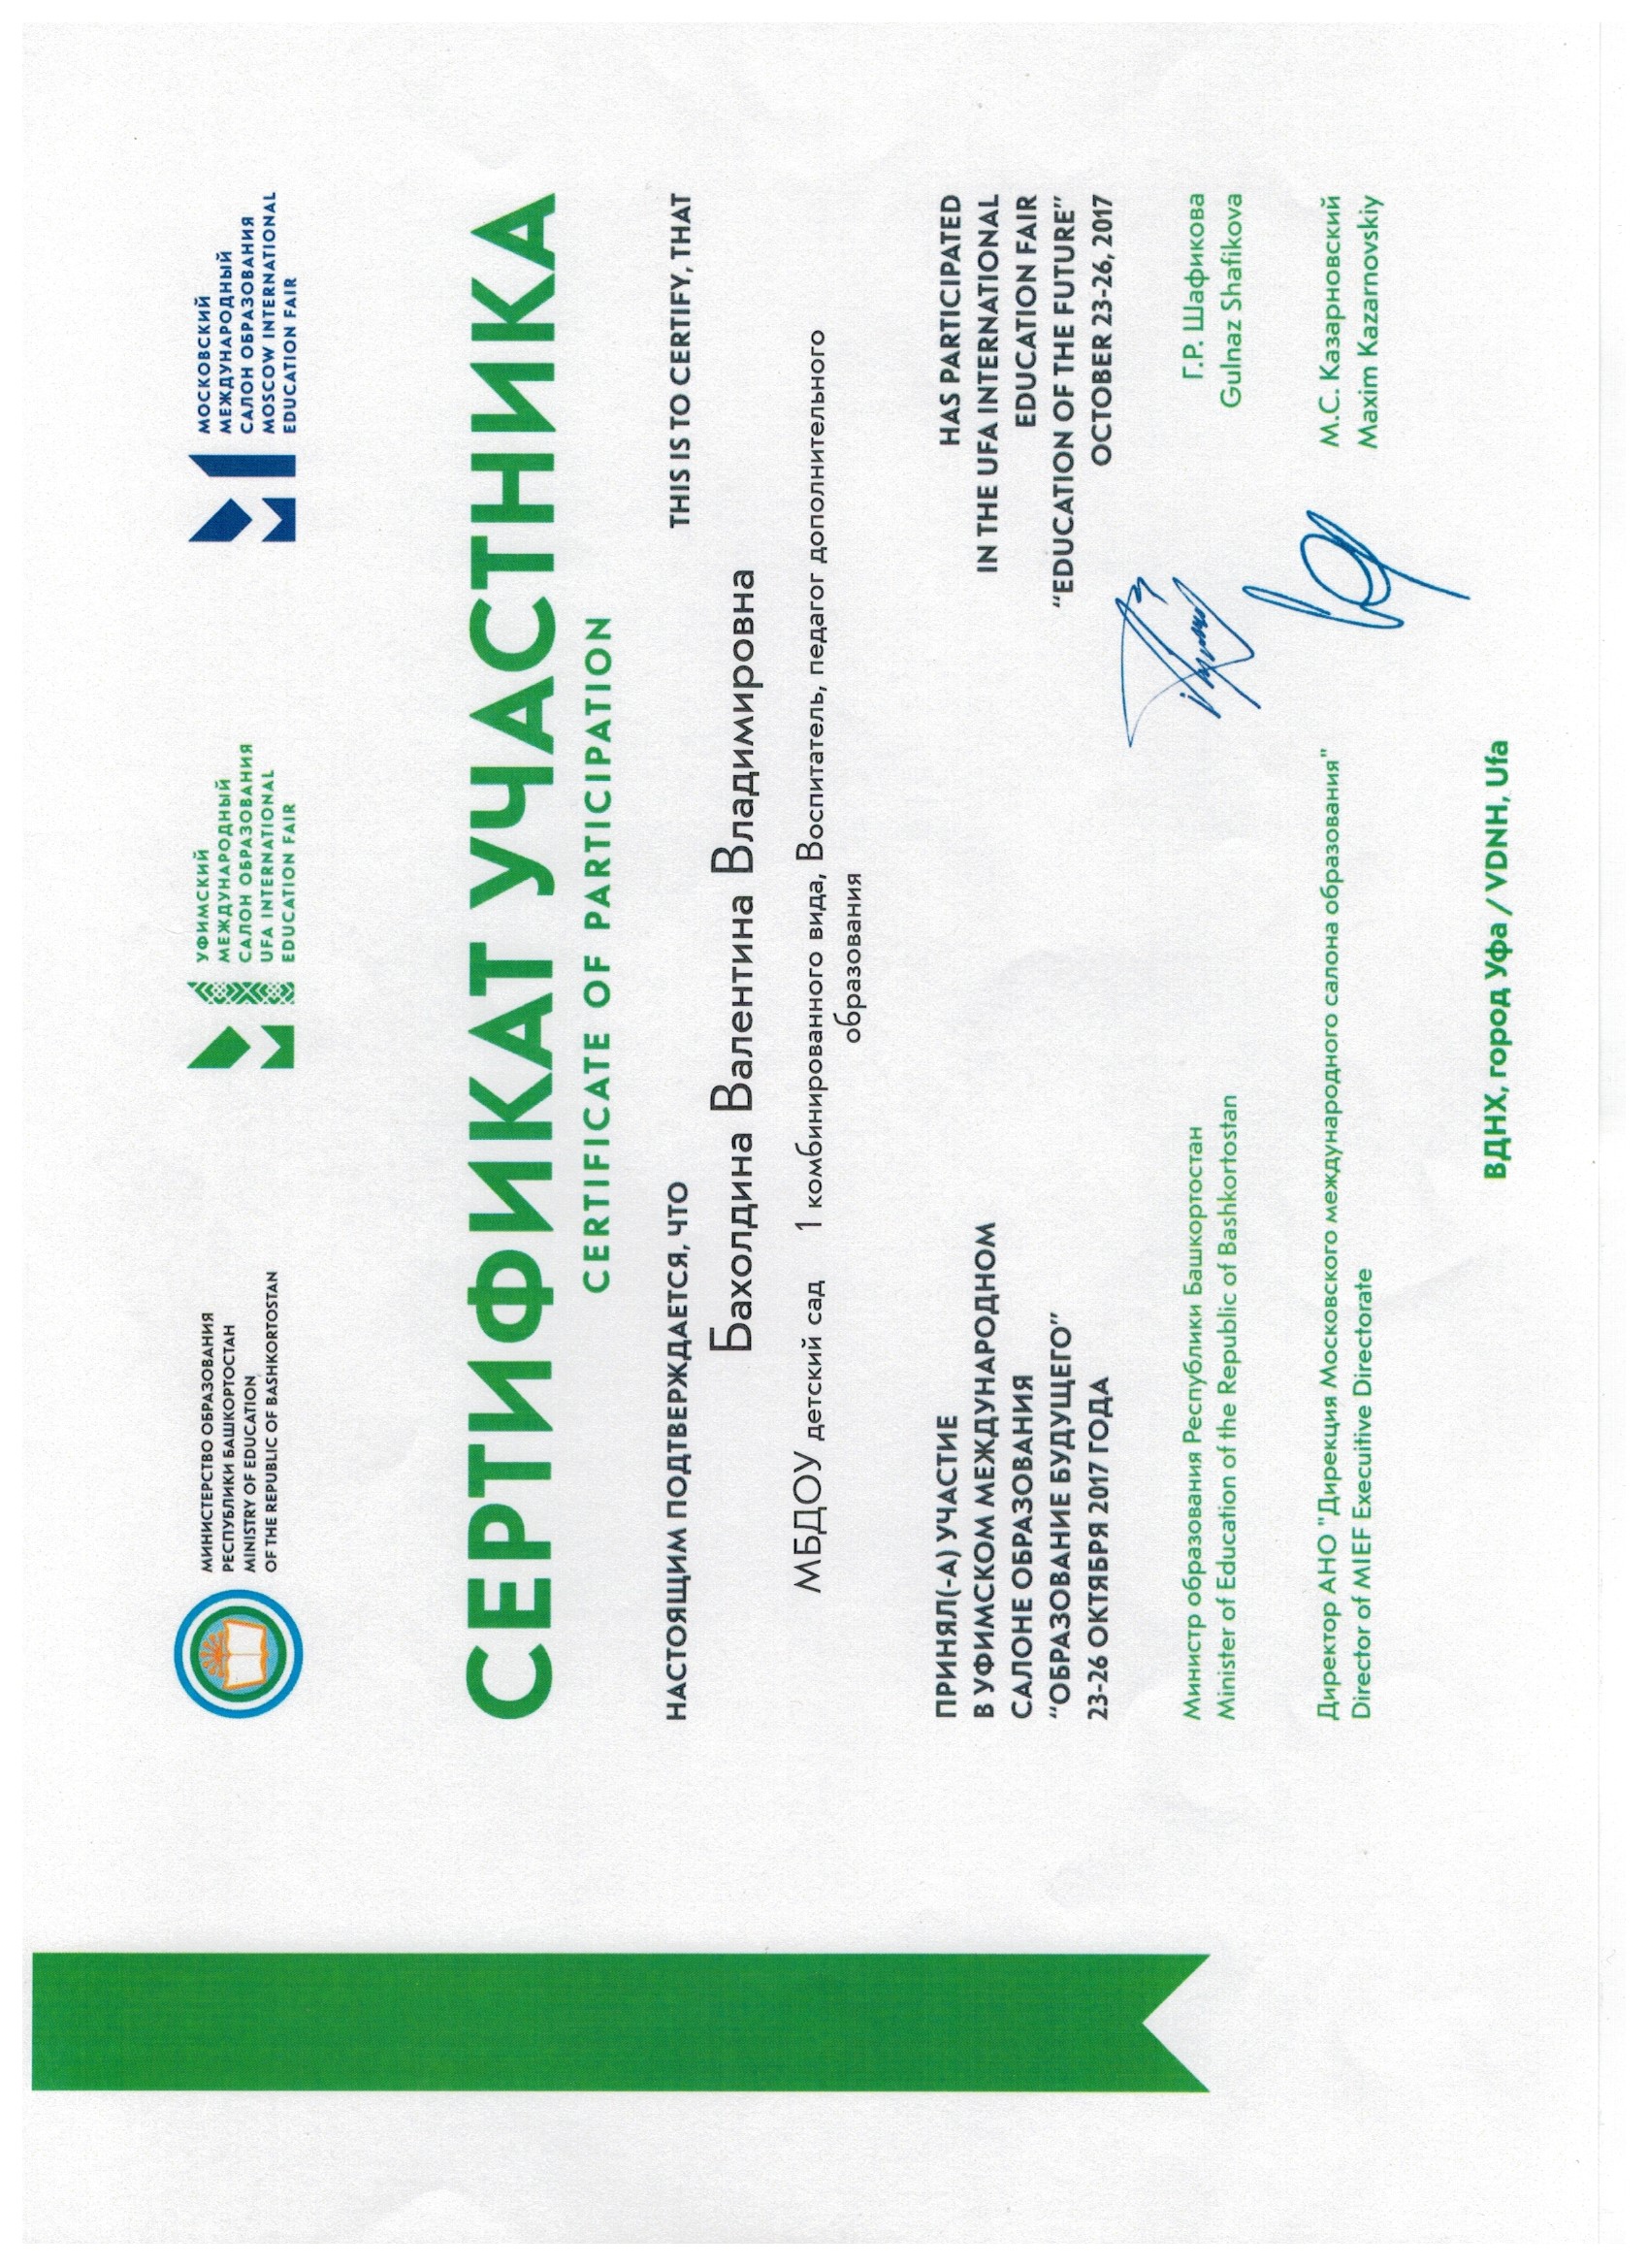 МИНИСТЕРСТВО ОБРАЗОВАНИЯ
РЕСПУБЛИКИ БАШКОРТОСТАН
MINISTRY OF EDUCATION
OF THE REPUBLIC OF BASHKORTOSTAN
УФИМСКИЙ
МЕЖДУНАРОДНЫЙ
САЛОН ОБРАЗОВАНИЯ
UFA INTERNATIONAL
EDUCATION FAIR
МОСКОВСКИЙ
МЕЖДУНАРОДНЫЙ
САЛОН ОБРАЗОВАНИЯ
MOSCOW INTERNATIONAL
EDUCATION FAIR
СЕРТИФИКАТ УЧАСТНИКА
CERTIFICATE OF PARTICIPATION
НАСТОЯЩИМ ПОДТВЕРЖДАЕТСЯ, ЧТО
THIS IS TO CERTIFY, THAT
Бахолдина Валентина Владимировна
МБДОУ детский сад 1 комбинированного вида, Воспитатель, педагог дополнительного
образования
ПРИНЯЛ(-А) УЧАСТИЕ
В УФИМСКОМ МЕЖДУНАРОДНОМ
САЛОНЕ ОБРАЗОВАНИЯ
“ОБРАЗОВАНИЕ БУДУЩЕГО”
23-26 ОКТЯБРЯ 2017 ГОДА
HAS PARTICIPATED
IN THE UFA INTERNATIONAL
EDUCATION FAIR
“EDUCATION OF THE FUTURE”
OCTOBER 23-26, 2017
Министр образования Республики Башкортостан
Minister of Education of the Republic of Bashkortostan
Г.Р. Шафикова
Gulnaz Shafikova
Директор АНО "Дирекция Московского международного салона образования"
Director of MIEF Execuitive Directorate
М.С. Казарновский
Maxim Kazarnovskiy
ВДНХ, город Уфа / VDNH, Ufa